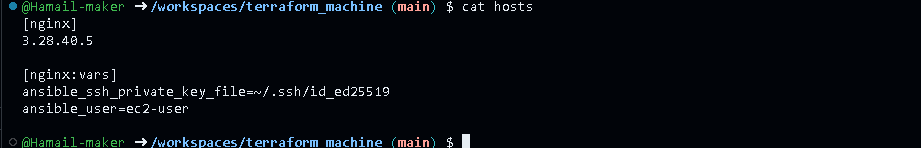 @Hamail-maker ➜ /workspaces/terraform_machine (main) $ cat hosts
[nginx]
3.28.40.5

[nginx:vars]
ansible_ssh_private_key_file=~/.ssh/id_ed25519
ansible_user=ec2-user

@Hamail-maker ➜ /workspaces/terraform_machine (main) $